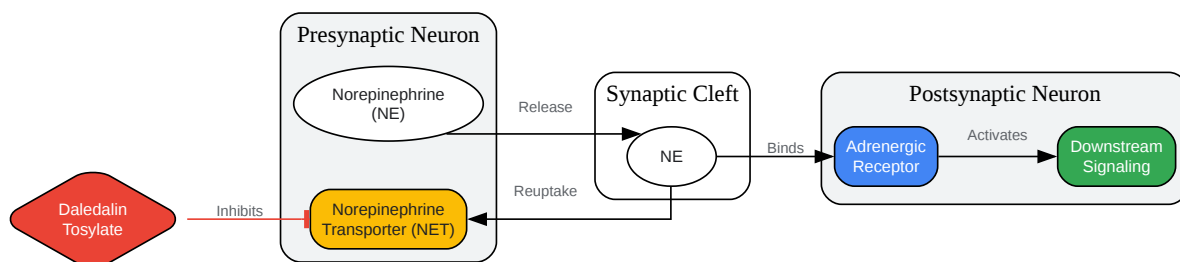 Presynaptic Neuron
Norepinephrine
(NE)
Release
Synaptic Cleft
NE
Binds
Postsynaptic Neuron
Adrenergic
Receptor
Activates
Downstream
Signaling
Reuptake
Daledalin
Tosylate
Inhibits
Norepinephrine
Transporter (NET)